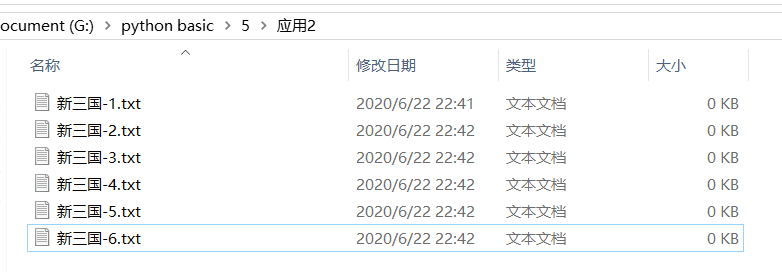 ocument (G:) > python basic > 5 > 应用2
名称 修改日期 类型 大小
新三国-1.txt 2020/6/22 22:41 文本文档 0 KB
新三国-2.txt 2020/6/22 22:42 文本文档 0 KB
新三国-3.txt 2020/6/22 22:42 文本文档 0 KB
新三国-4.txt 2020/6/22 22:42 文本文档 0 KB
新三国-5.txt 2020/6/22 22:42 文本文档 0 KB
新三国-6.txt 2020/6/22 22:42 文本文档 0 KB